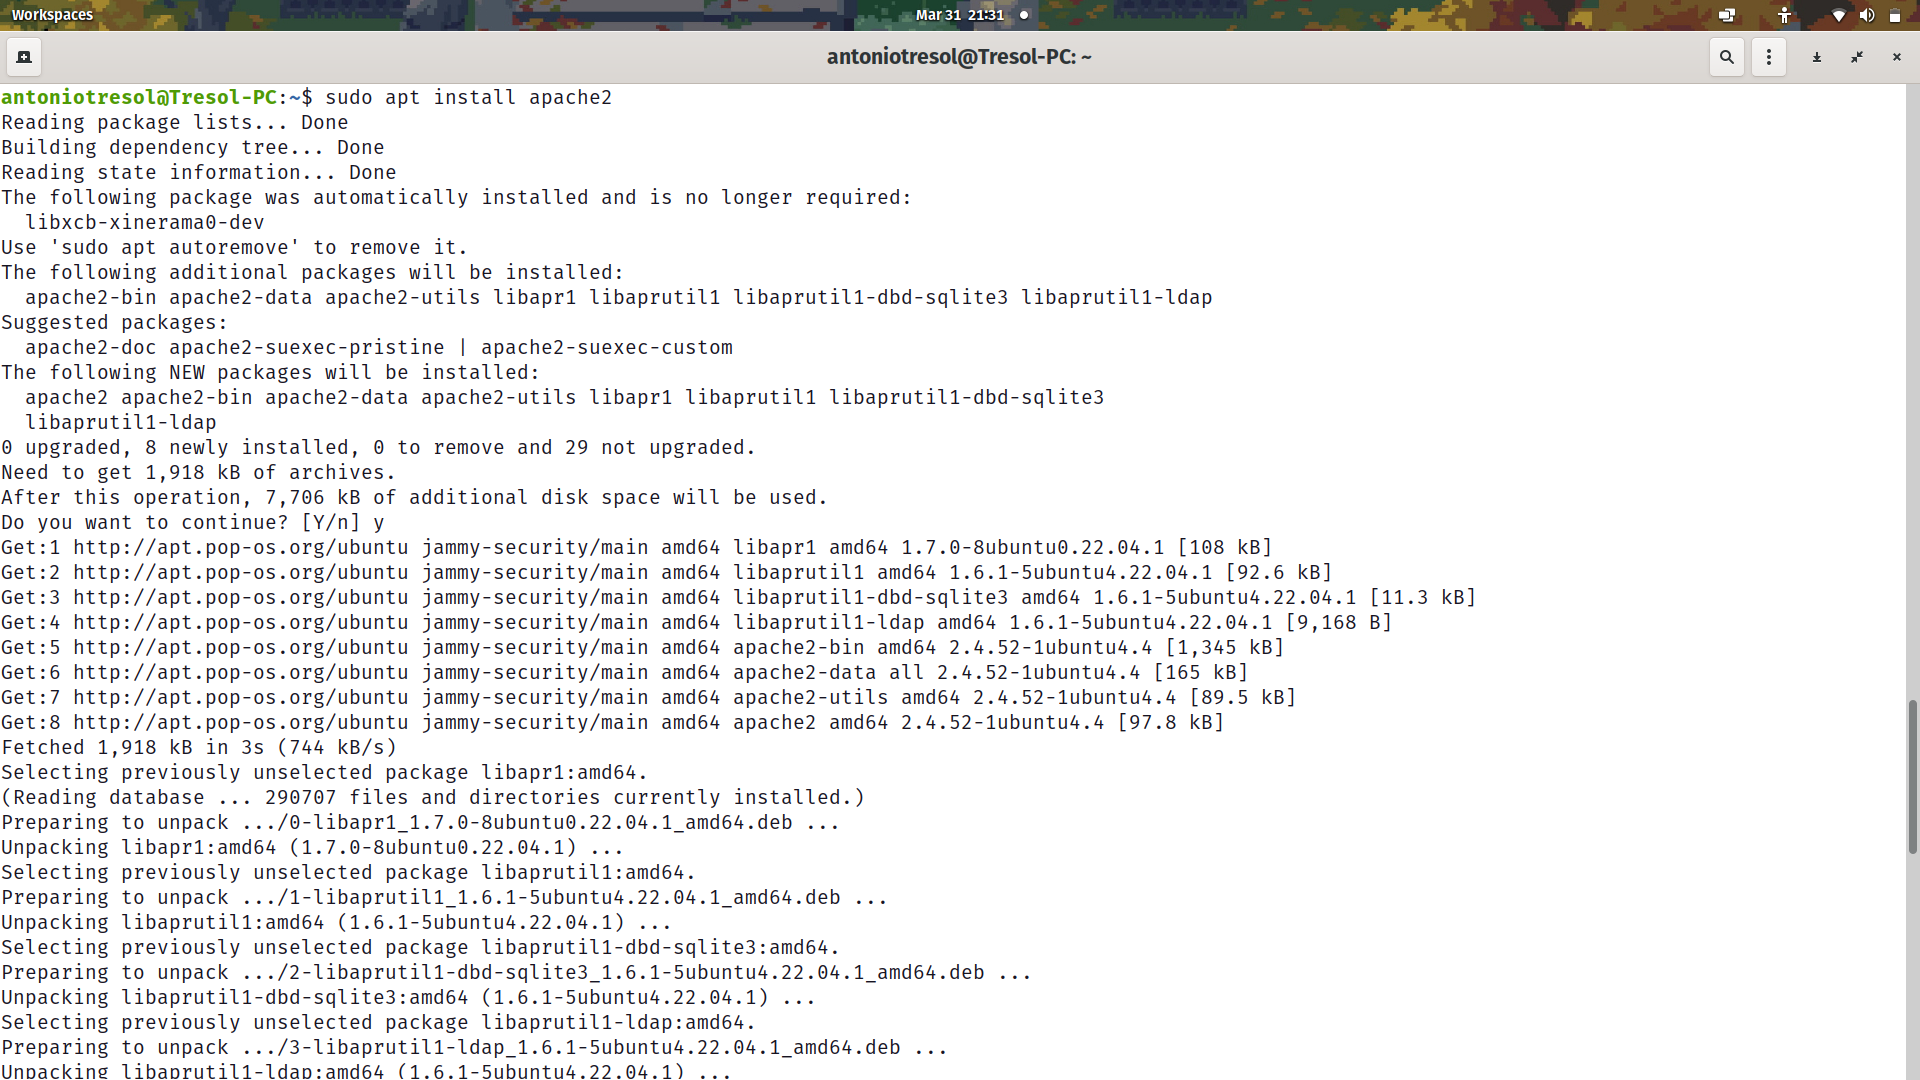 Workspaces
Mar 31 21:31
antoniotresol@Tresol-PC: ~
antoniotresol@Tresol-PC:~$ sudo apt install apache2
Reading package lists... Done
Building dependency tree... Done
Reading state information... Done
The following package was automatically installed and is no longer required:
  libxcb-xinerama0-dev
Use 'sudo apt autoremove' to remove it.
The following additional packages will be installed:
  apache2-bin apache2-data apache2-utils libapr1 libaprutil1 libaprutil1-dbd-sqlite3 libaprutil1-ldap
Suggested packages:
  apache2-doc apache2-suexec-pristine | apache2-suexec-custom
The following NEW packages will be installed:
  apache2 apache2-bin apache2-data apache2-utils libapr1 libaprutil1 libaprutil1-dbd-sqlite3
  libaprutil1-ldap
0 upgraded, 8 newly installed, 0 to remove and 29 not upgraded.
Need to get 1,918 kB of archives.
After this operation, 7,706 kB of additional disk space will be used.
Do you want to continue? [Y/n] y
Get:1 http://apt.pop-os.org/ubuntu jammy-security/main amd64 libapr1 amd64 1.7.0-8ubuntu0.22.04.1 [108 kB]
Get:2 http://apt.pop-os.org/ubuntu jammy-security/main amd64 libaprutil1 amd64 1.6.1-5ubuntu4.22.04.1 [92.6 kB]
Get:3 http://apt.pop-os.org/ubuntu jammy-security/main amd64 libaprutil1-dbd-sqlite3 amd64 1.6.1-5ubuntu4.22.04.1 [11.3 kB]
Get:4 http://apt.pop-os.org/ubuntu jammy-security/main amd64 libaprutil1-ldap amd64 1.6.1-5ubuntu4.22.04.1 [9,168 B]
Get:5 http://apt.pop-os.org/ubuntu jammy-security/main amd64 apache2-bin amd64 2.4.52-1ubuntu4.4 [1,345 kB]
Get:6 http://apt.pop-os.org/ubuntu jammy-security/main amd64 apache2-data all 2.4.52-1ubuntu4.4 [165 kB]
Get:7 http://apt.pop-os.org/ubuntu jammy-security/main amd64 apache2-utils amd64 2.4.52-1ubuntu4.4 [89.5 kB]
Get:8 http://apt.pop-os.org/ubuntu jammy-security/main amd64 apache2 amd64 2.4.52-1ubuntu4.4 [97.8 kB]
Fetched 1,918 kB in 3s (744 kB/s)
Selecting previously unselected package libapr1:amd64.
(Reading database ... 290707 files and directories currently installed.)
Preparing to unpack .../0-libapr1_1.7.0-8ubuntu0.22.04.1_amd64.deb ...
Unpacking libapr1:amd64 (1.7.0-8ubuntu0.22.04.1) ...
Selecting previously unselected package libaprutil1:amd64.
Preparing to unpack .../1-libaprutil1_1.6.1-5ubuntu4.22.04.1_amd64.deb ...
Unpacking libaprutil1:amd64 (1.6.1-5ubuntu4.22.04.1) ...
Selecting previously unselected package libaprutil1-dbd-sqlite3:amd64.
Preparing to unpack .../2-libaprutil1-dbd-sqlite3_1.6.1-5ubuntu4.22.04.1_amd64.deb ...
Unpacking libaprutil1-dbd-sqlite3:amd64 (1.6.1-5ubuntu4.22.04.1) ...
Selecting previously unselected package libaprutil1-ldap:amd64.
Preparing to unpack .../3-libaprutil1-ldap_1.6.1-5ubuntu4.22.04.1_amd64.deb ...
Unpacking libaprutil1-ldap:amd64 (1.6.1-5ubuntu4.22.04.1) ...